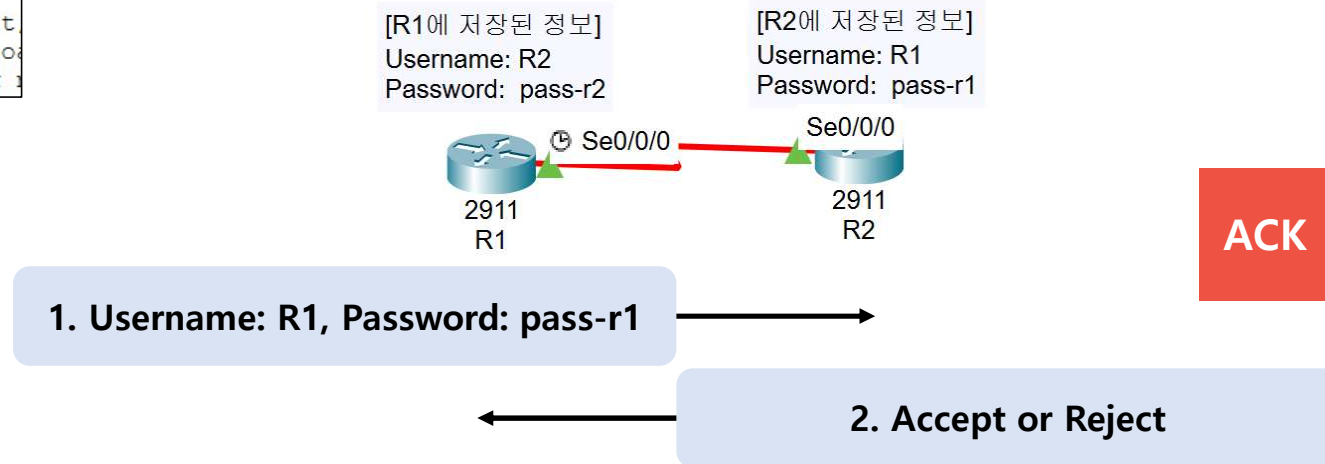 [R1에 저장된 정보]
Username: R2
Password: pass-r2
[R2에 저장된 정보]
Username: R1
Password: pass-r1
Se0/0/0
Se0/0/0
2911
R1
2911
R2
ACK
1. Username: R1, Password: pass-r1
2. Accept or Reject